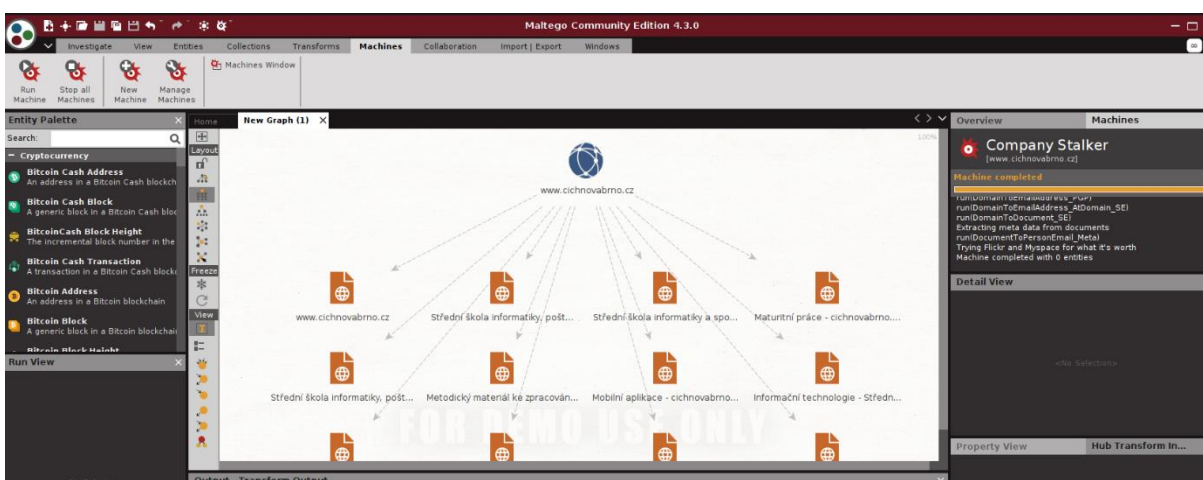 Maltego Community Edition 4.3.0
Investigate View Entities Collections Transforms Machines Collaboration Import | Export Windows
Run Machine
Stop all Machines
New Machine
Manage Machines
Machines Window
Entity Palette
Search:
Cryptocurrency
Bitcoin Cash Address
An address in a Bitcoin Cash blockch
Bitcoin Cash Block
A generic block in a Bitcoin Cash bloc
BitcoinCash Block Height
The incremental block number in the
Bitcoin Cash Transaction
A transaction in a Bitcoin Cash blocko
Bitcoin Address
An address in a Bitcoin blockchain
Bitcoin Block
A generic block in a Bitcoin blockchai
Bitcoin Block Height
Run View
Home New Graph (1)
Layout
Freeze
View
100%
www.cichnovabrno.cz
www.cichnovabrno.cz
Střední škola informatiky, pošt...
Střední škola informatiky a spo...
Maturitní práce - cichnovabrno....
Střední škola informatiky, pošt...
Metodický materiál ke zpracován...
Mobilní aplikace - cichnovabrno...
Informační technologie - Středn...
FOR DEMO USE ONLY
Output - Transform Output
Overview Machines
Company Stalker
[www.cichnovabrno.cz]
Machine completed
run(DomainToEmailAddress_PGP)
run(DomainToEmailAddress_AtDomain_SE)
run(DomainToDocument_SE)
Extracting meta data from documents
run(DocumentToPersonEmail_Meta)
Trying Flickr and Myspace for what it's worth
Machine completed with 0 entities
Detail View
<No Selection>
Property View Hub Transform In...